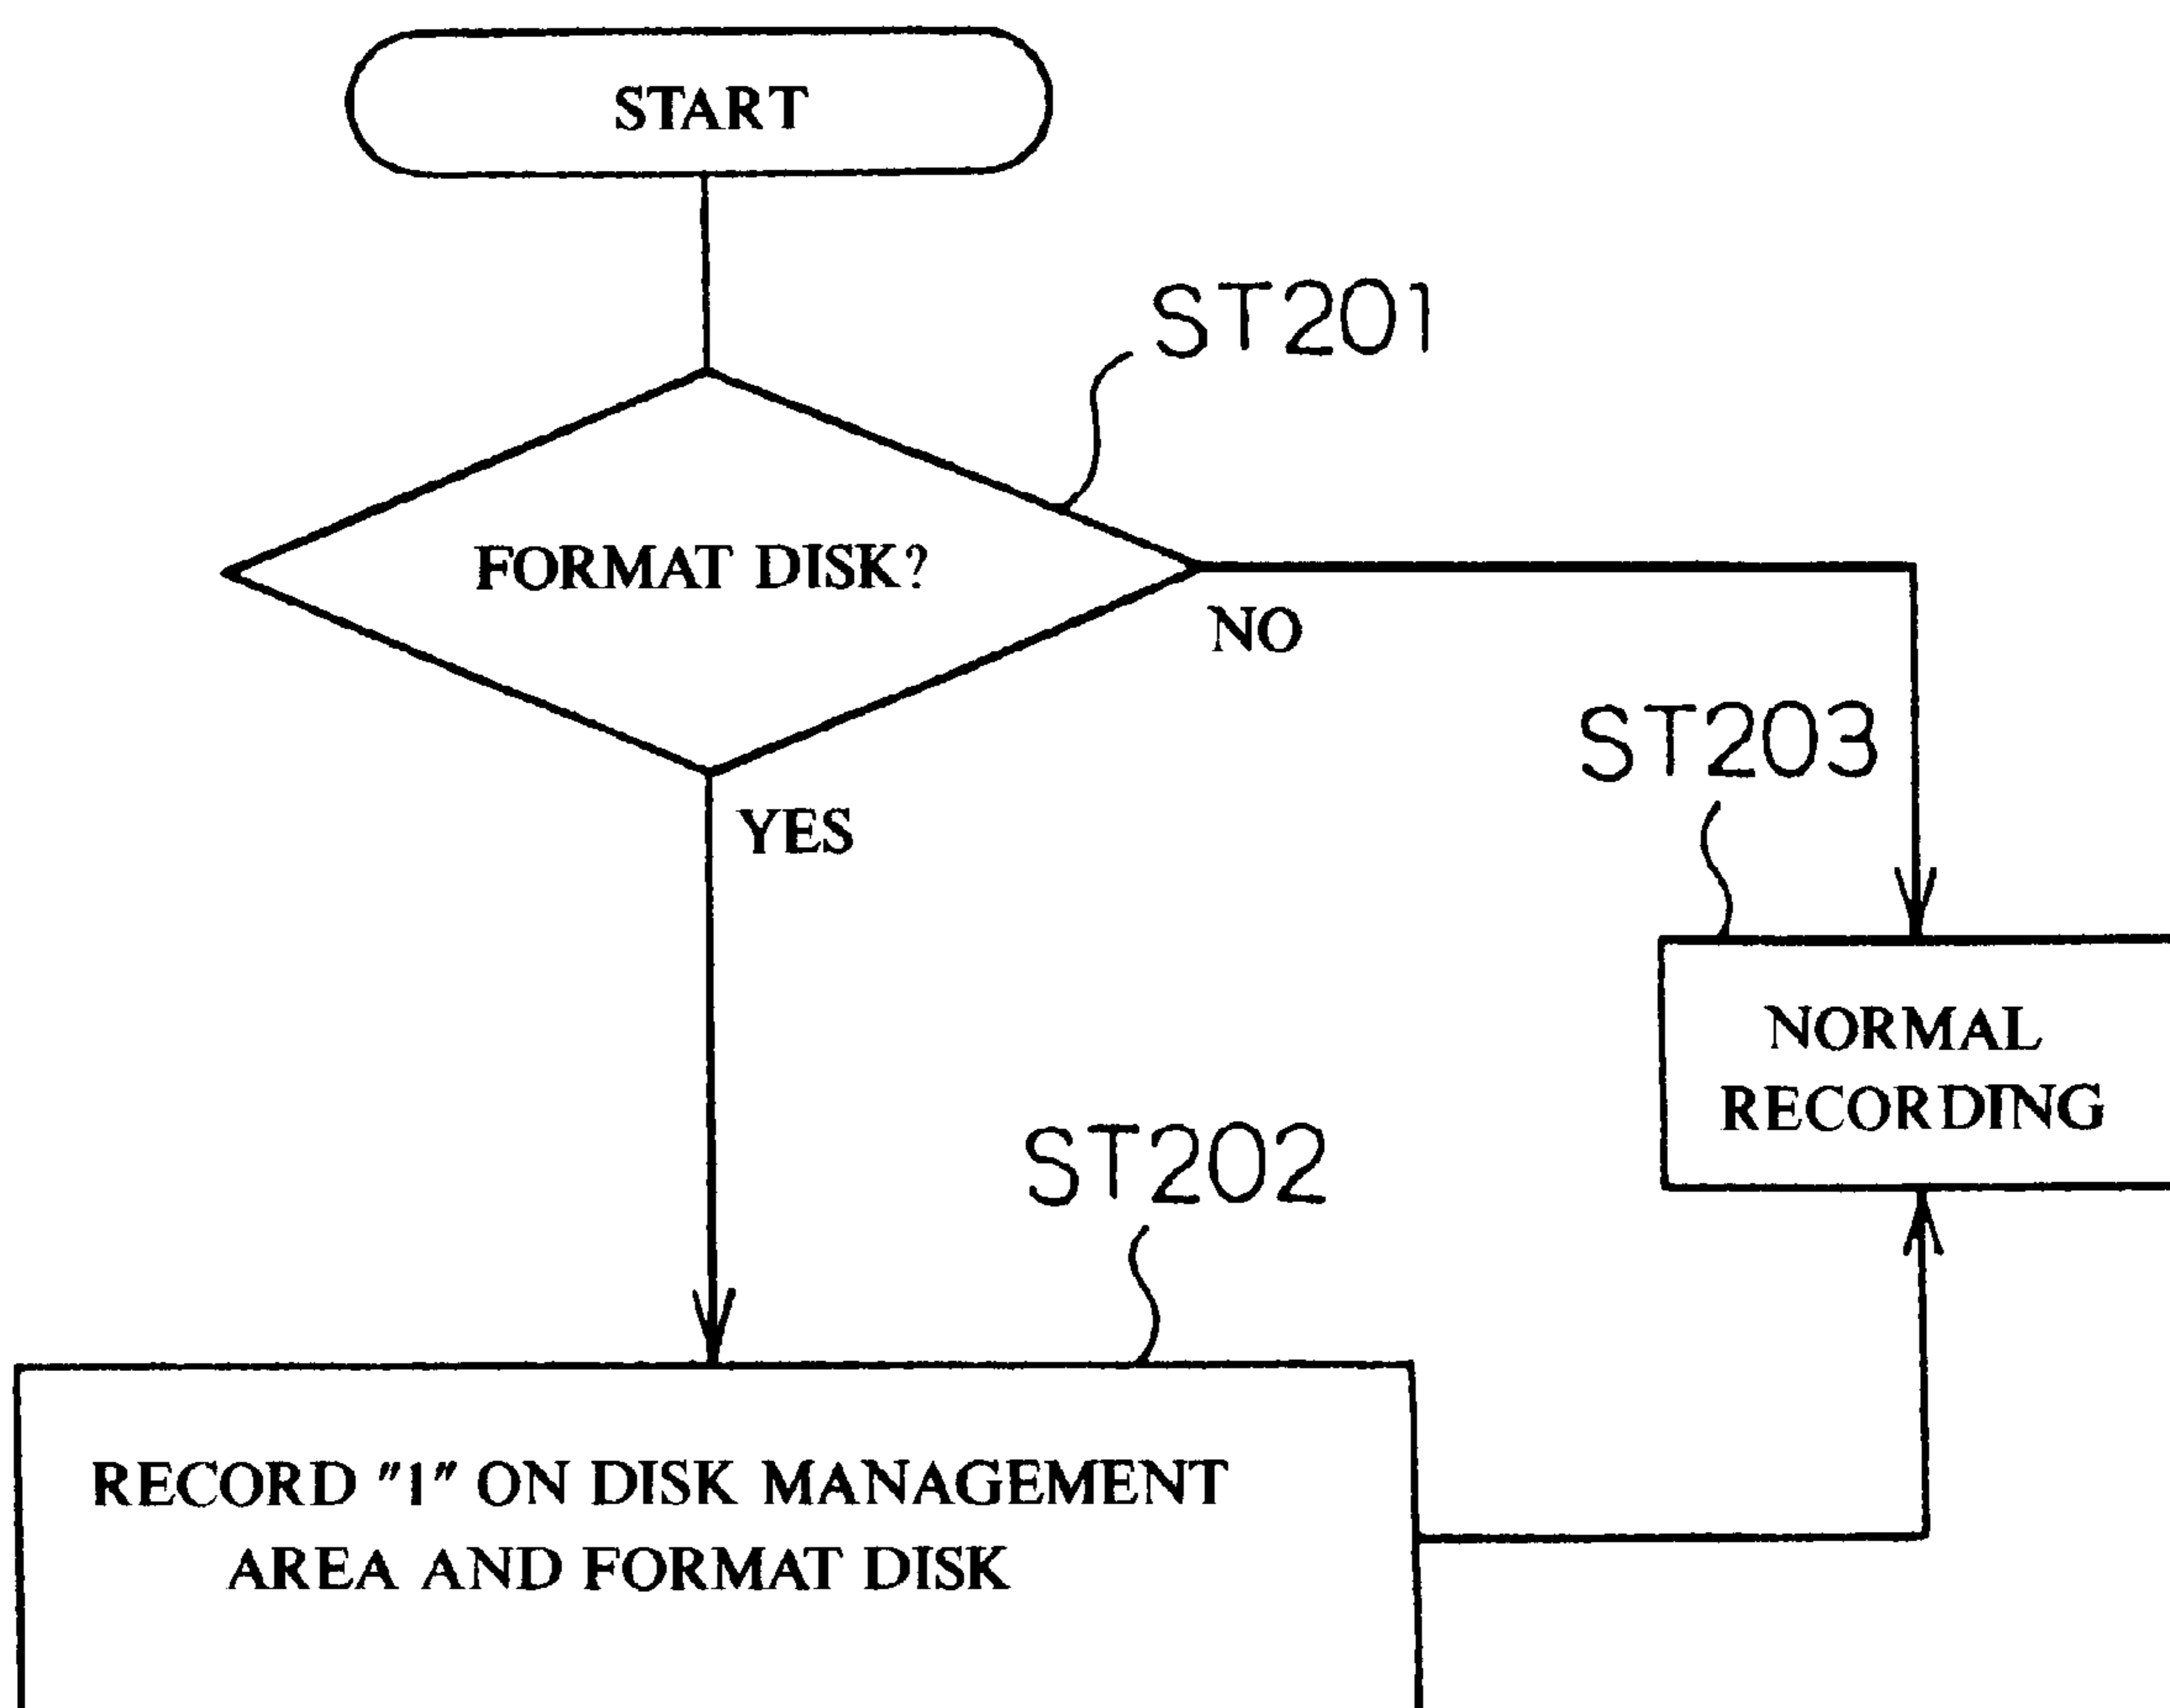 START
ST201
FORMAT DISK?
NO
ST203
YES
NORMAL
RECORDING
ST202
RECORD "1" ON DISK MANAGEMENT
AREA AND FORMAT DISK